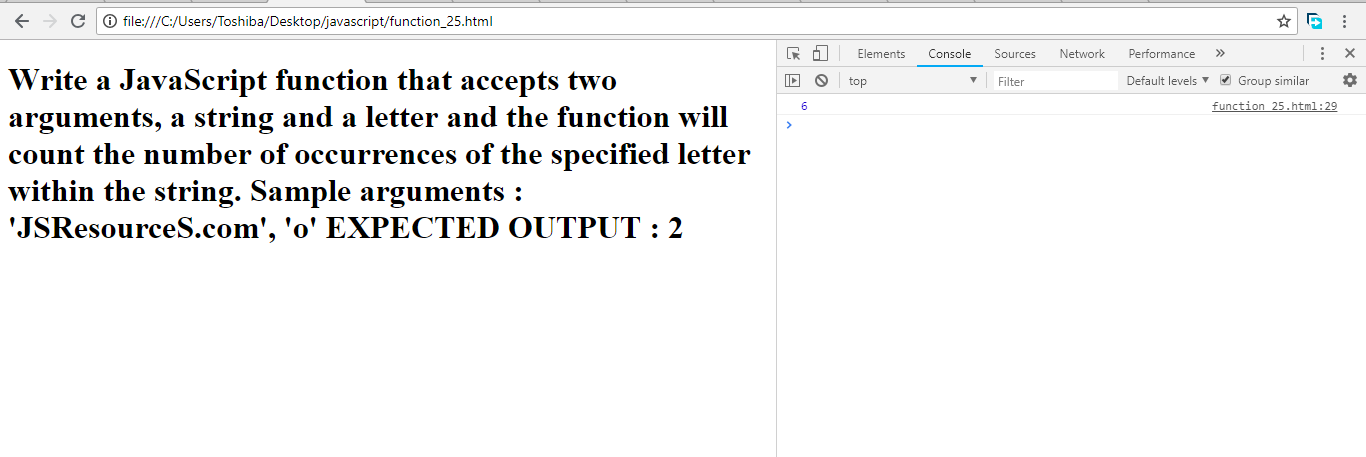 file:///C:/Users/Toshiba/Desktop/javascript/function_25.html
Write a JavaScript function that accepts two
arguments, a string and a letter and the function will
count the number of occurrences of the specified letter
within the string. Sample arguments :
'JSResourceS.com', 'o' EXPECTED OUTPUT : 2
Elements Console Sources Network Performance »
top Filter Default levels Group similar
6 function_25.html:29